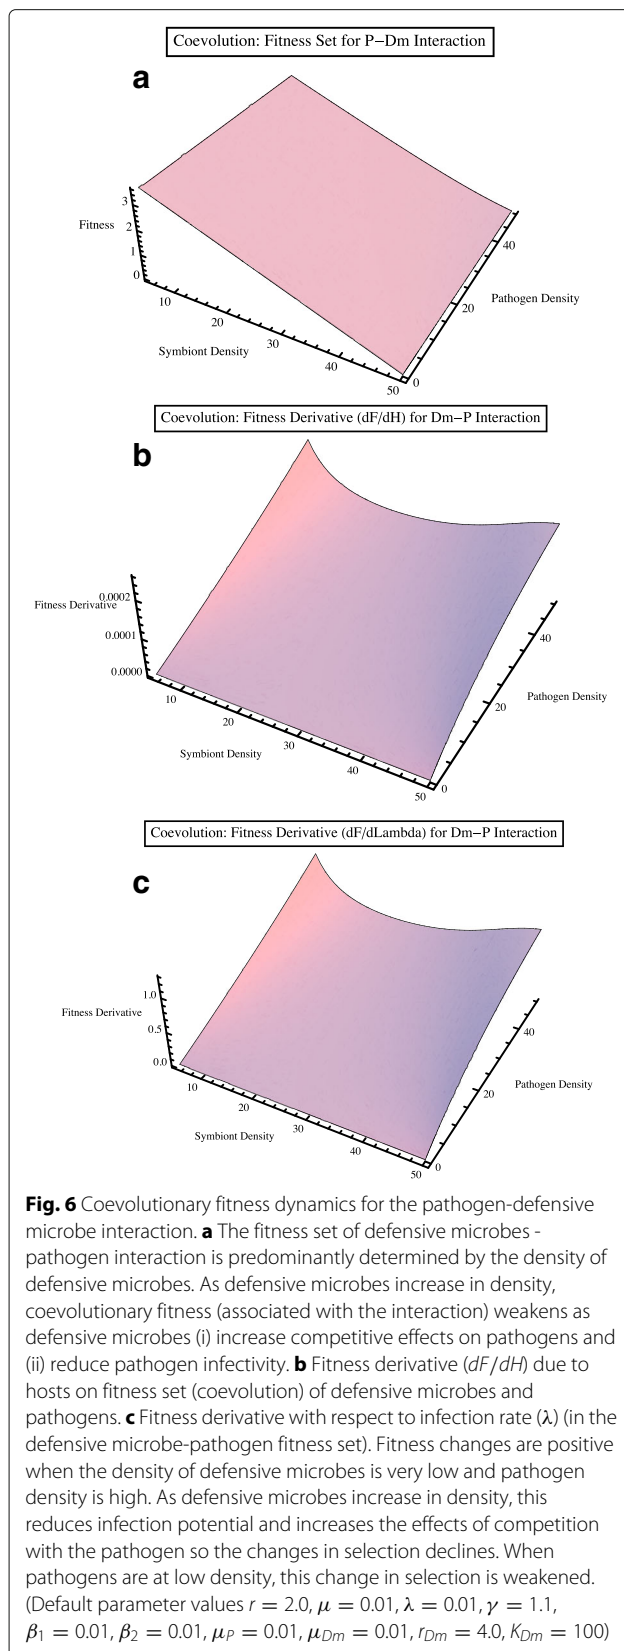 Coevolution: Fitness Set for P−Dm Interaction
a
3
Fitness
2
1
0
10
20
30
40
50
Symbiont Density
0
20
40
Pathogen Density
Coevolution: Fitness Derivative (dF/dH) for Dm−P Interaction
b
0.0002
Fitness Derivative
0.0001
0.0000
10
20
30
40
50
Symbiont Density
0
20
40
Pathogen Density
Coevolution: Fitness Derivative (dF/dLambda) for Dm−P Interaction
c
1.0
Fitness Derivative
0.5
0.0
10
20
30
40
50
Symbiont Density
0
20
40
Pathogen Density
Fig. 6 Coevolutionary fitness dynamics for the pathogen-defensive
microbe interaction. a The fitness set of defensive microbes -
pathogen interaction is predominantly determined by the density of
defensive microbes. As defensive microbes increase in density,
coevolutionary fitness (associated with the interaction) weakens as
defensive microbes (i) increase competitive effects on pathogens and
(ii) reduce pathogen infectivity. b Fitness derivative (dF/dH) due to
hosts on fitness set (coevolution) of defensive microbes and
pathogens. c Fitness derivative with respect to infection rate (λ) (in the
defensive microbe-pathogen fitness set). Fitness changes are positive
when the density of defensive microbes is very low and pathogen
density is high. As defensive microbes increase in density, this
reduces infection potential and increases the effects of competition
with the pathogen so the changes in selection declines. When
pathogens are at low density, this change in selection is weakened.
(Default parameter values r = 2.0, μ = 0.01, λ = 0.01, γ = 1.1,
β1 = 0.01, β2 = 0.01, μP = 0.01, μDm = 0.01, rDm = 4.0, KDm = 100)